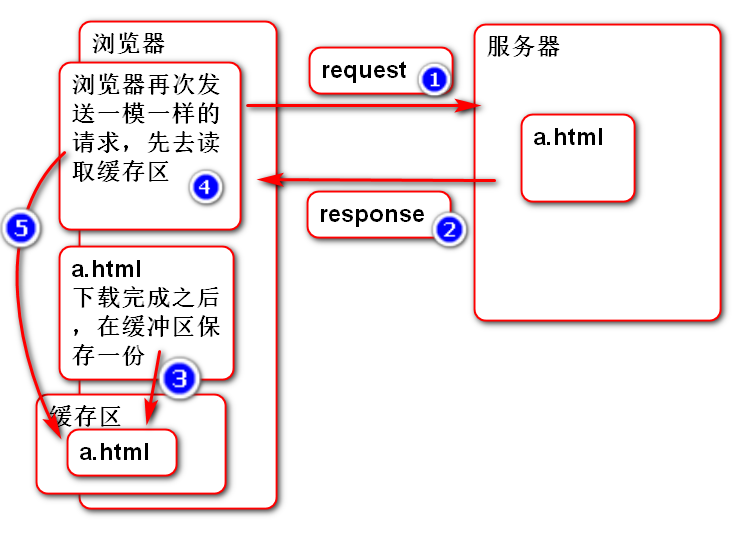 浏览器
浏览器再次发
送一模一样的
请求，先去读
取缓存区
4
5
a.html
下载完成之后
，在缓冲区保
存一份
3
缓存区
a.html
request
1
response
2
服务器
a.html